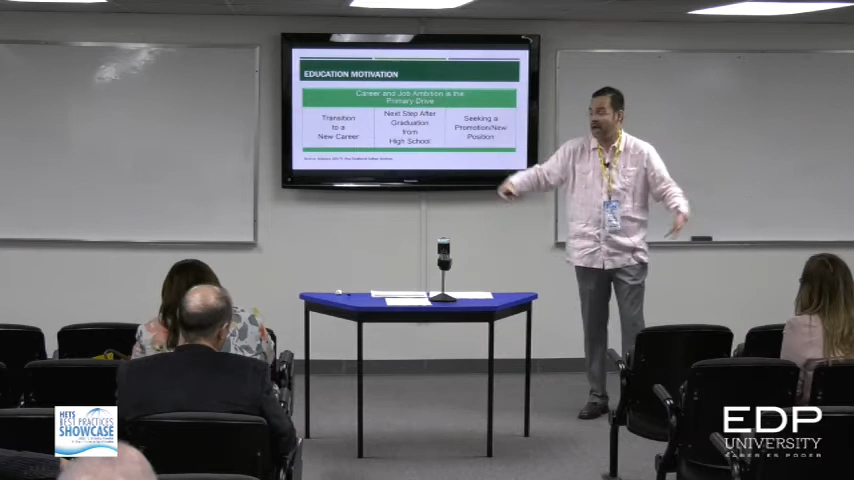 EDUCATION MOTIVATION
Career and Job Ambition is the
Primary Drive
Transition
to a
New Career
Next Step After
Graduation
from
High School
Seeking a
Promotion/New
Position
HETS
BEST PRACTICES
SHOWCASE
EDP
UNIVERSITY
SABER ES PODER